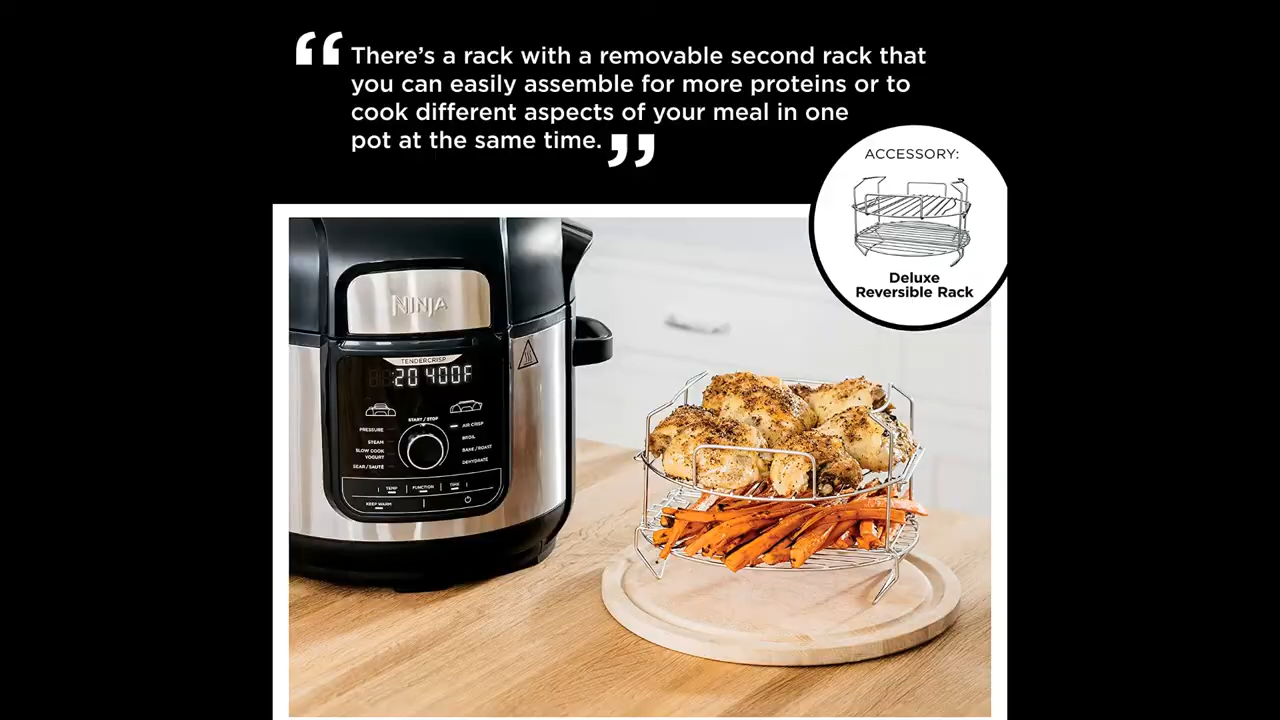 “There’s a rack with a removable second rack that
you can easily assemble for more proteins or to
cook different aspects of your meal in one
pot at the same time.”
ACCESSORY:
Deluxe
Reversible Rack
NINJA
TENDERCRISP
:20 400F
START / STOP
PRESSURE
STEAM
SLOW COOK
YOGURT
SEAR/SAUTÉ
AIR CRISP
BROIL
BAKE/ROAST
DEHYDRATE
TEMP FUNCTION TIME
KEEP WARM